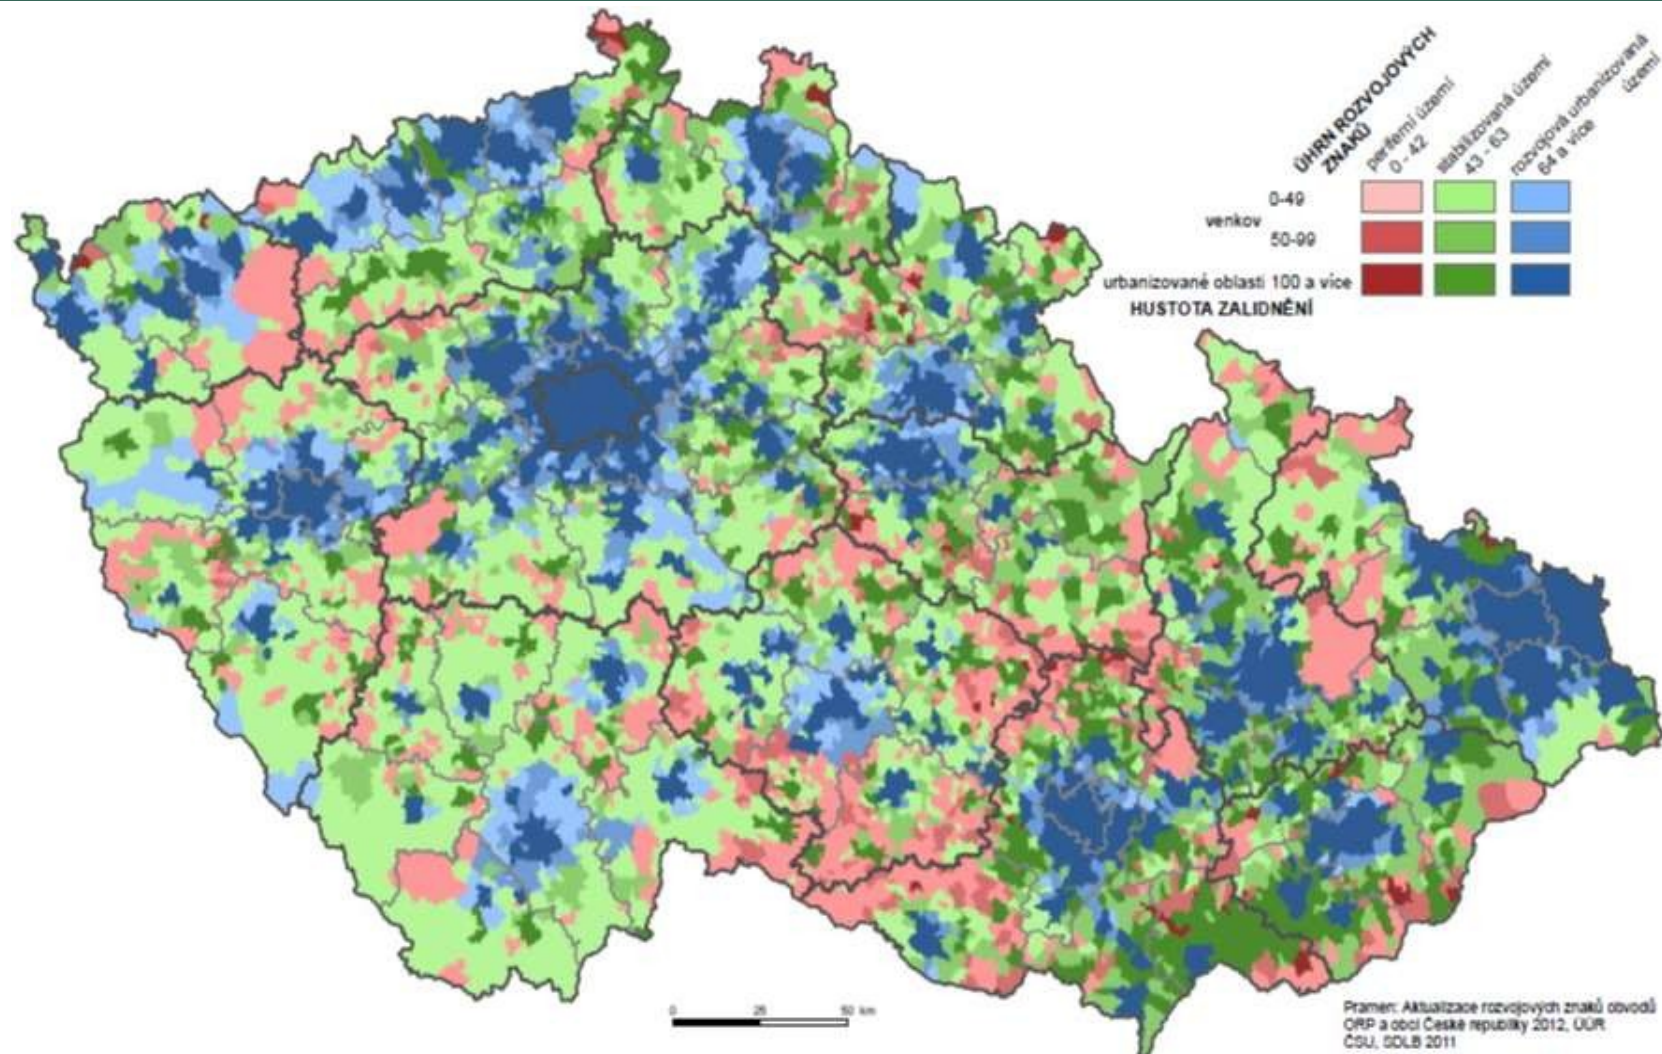 ÚHRN ROZVOJOVÝCH
ZNAKŮ
periferní území
0 - 42
stabilizovaná území
43 - 63
rozvojová urbanizovaná
území
64 a více
0-49
venkov
50-99
urbanizované oblasti 100 a více
HUSTOTA ZALIDNĚNÍ
0 25 50 km
Pramen: Aktualizace rozvojových znaků obvodů
ORP a obcí České republiky 2012, ÚÚR
ČSÚ, SDLB 2011